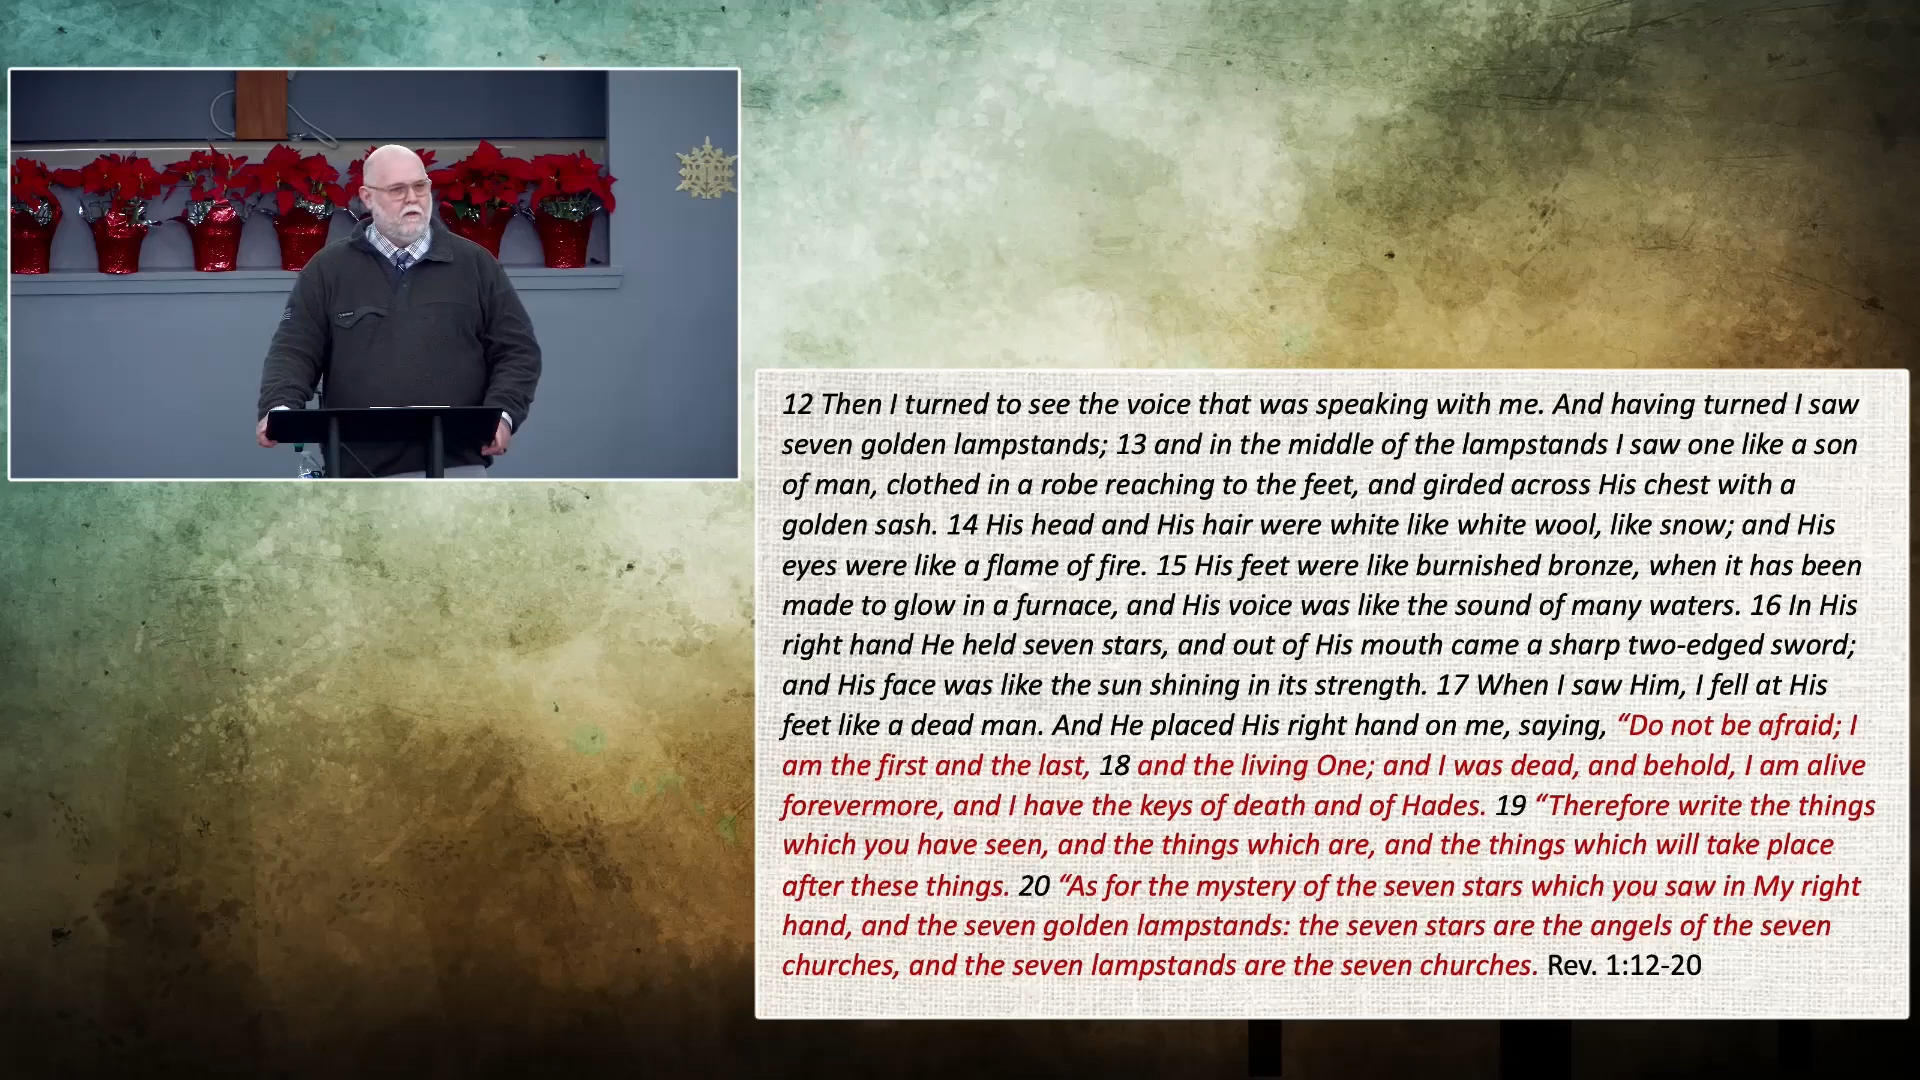 12 Then I turned to see the voice that was speaking with me. And having turned I saw
seven golden lampstands; 13 and in the middle of the lampstands I saw one like a son
of man, clothed in a robe reaching to the feet, and girded across His chest with a
golden sash. 14 His head and His hair were white like white wool, like snow; and His
eyes were like a flame of fire. 15 His feet were like burnished bronze, when it has been
made to glow in a furnace, and His voice was like the sound of many waters. 16 In His
right hand He held seven stars, and out of His mouth came a sharp two-edged sword;
and His face was like the sun shining in its strength. 17 When I saw Him, I fell at His
feet like a dead man. And He placed His right hand on me, saying, “Do not be afraid; I
am the first and the last, 18 and the living One; and I was dead, and behold, I am alive
forevermore, and I have the keys of death and of Hades. 19 “Therefore write the things
which you have seen, and the things which are, and the things which will take place
after these things. 20 “As for the mystery of the seven stars which you saw in My right
hand, and the seven golden lampstands: the seven stars are the angels of the seven
churches, and the seven lampstands are the seven churches. Rev. 1:12-20